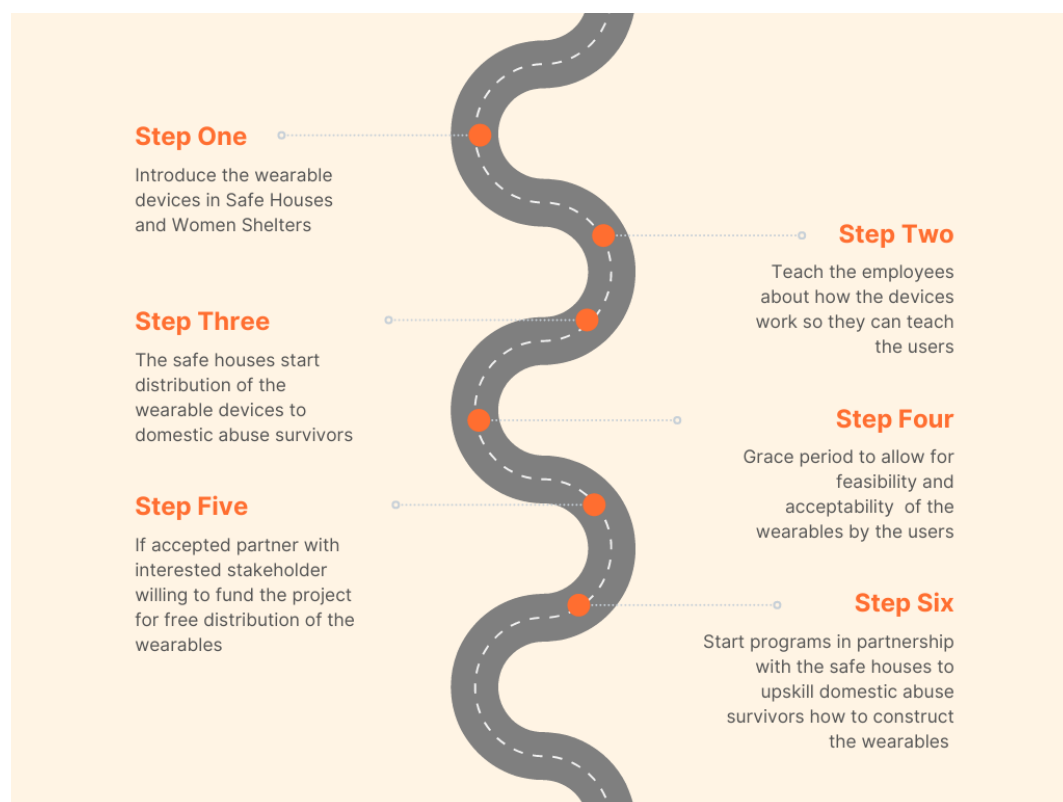 Step One
Introduce the wearable
devices in Safe Houses
and Women Shelters
Step Two
Teach the employees
about how the devices
work so they can teach
the users
Step Three
The safe houses start
distribution of the
wearable devices to
domestic abuse survivors
Step Four
Grace period to allow for
feasibility and
acceptability  of the
wearables by the users
Step Five
If accepted partner with
interested stakeholder
willing to fund the project
for free distribution of the
wearables
Step Six
Start programs in partnership
with the safe houses to
upskill domestic abuse
survivors how to construct
the wearables